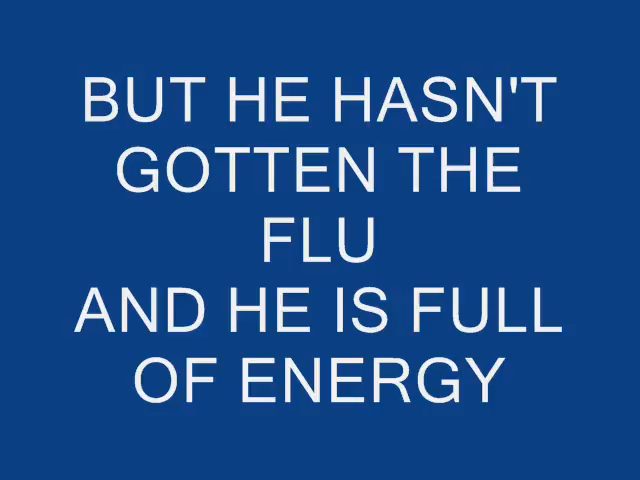 BUT HE HASN'T
GOTTEN THE
FLU
AND HE IS FULL
OF ENERGY